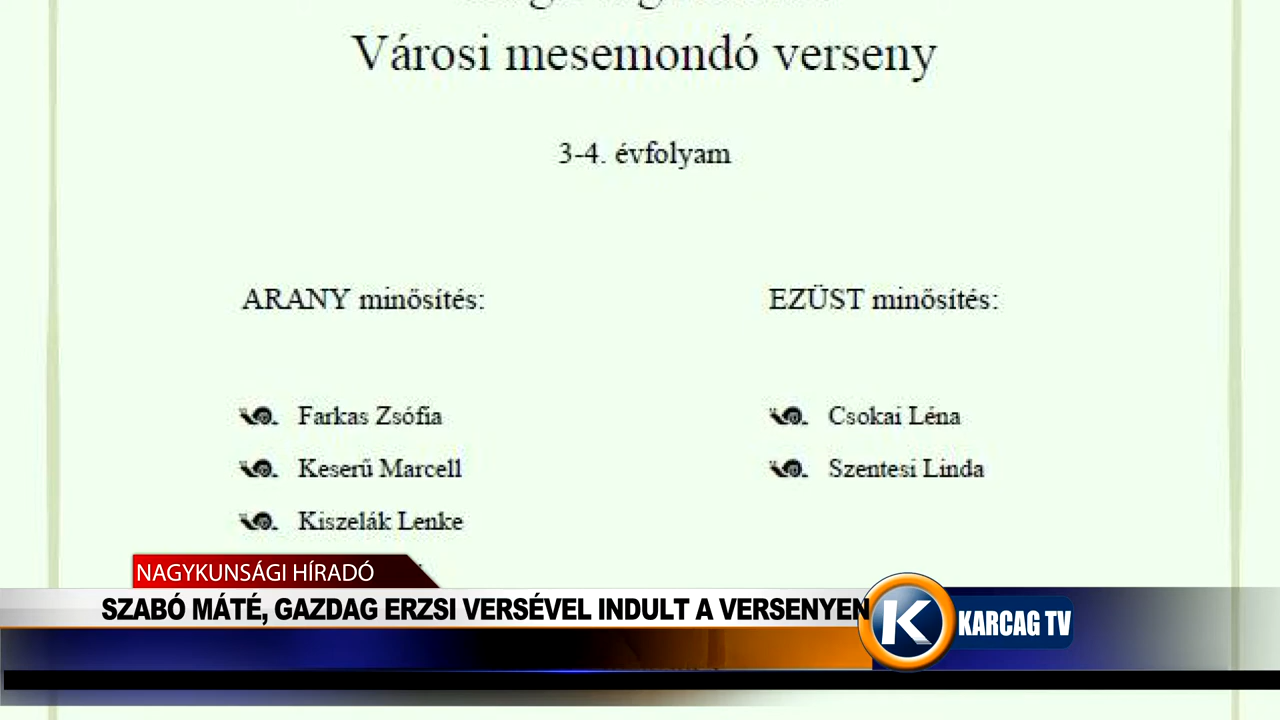 Városi mesemondó verseny
3-4. évfolyam
ARANY minősítés:
EZÜST minősítés:
Farkas Zsófia
Csokai Léna
Keserű Marcell
Szentesi Linda
Kiszelák Lenke
NAGYKUNSÁGI HÍRADÓ
SZABÓ MÁTÉ, GAZDAG ERZSI VERSÉVEL INDULT A VERSENYEN
K KARCAG TV